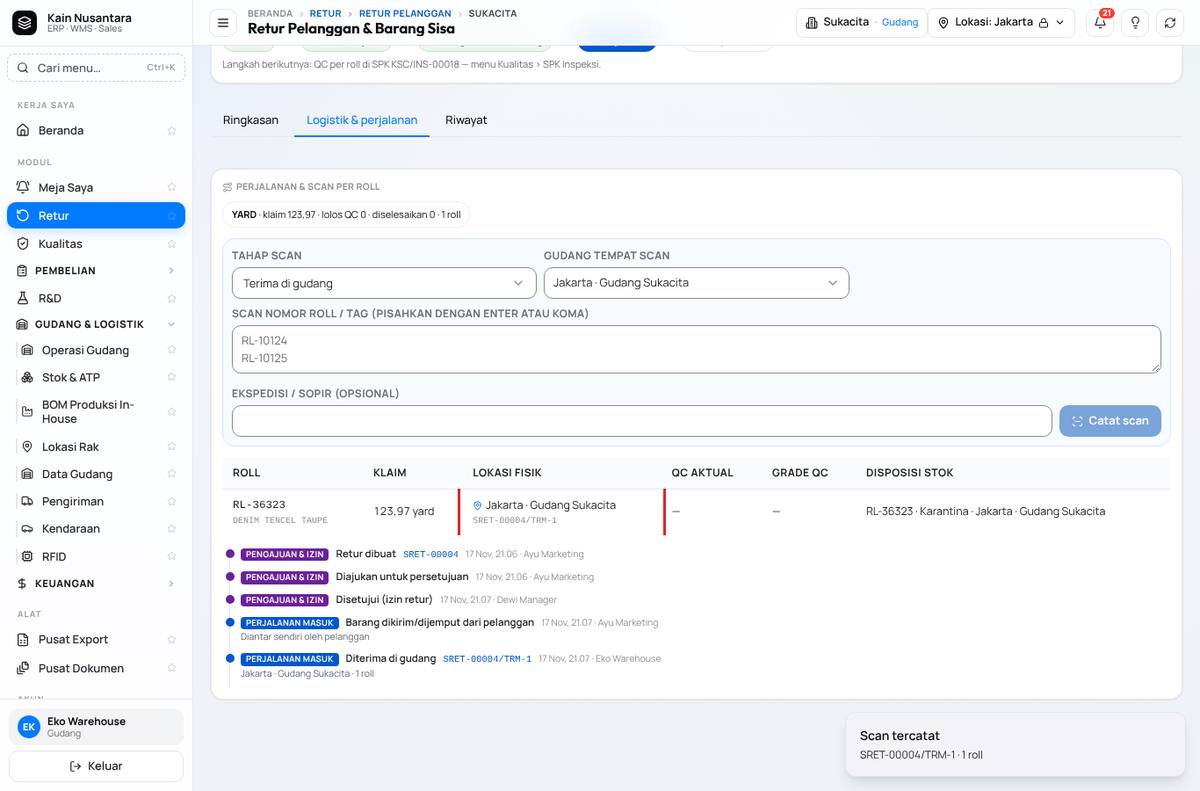 Kain Nusantara
ERP · WMS · Sales
Cari menu... Ctrl+K
KERJA SAYA
Beranda
MODUL
Meja Saya
Retur
Kualitas
PEMBELIAN
R&D
GUDANG & LOGISTIK
Operasi Gudang
Stok & ATP
BOM Produksi In-
House
Lokasi Rak
Data Gudang
Pengiriman
Kendaraan
RFID
KEUANGAN
ALAT
Pusat Export
Pusat Dokumen
AKUN
EK Eko Warehouse
Gudang
Keluar
BERANDA › RETUR › RETUR PELANGGAN › SUKACITA
Retur Pelanggan & Barang Sisa
Sukacita · Gudang
Lokasi: Jakarta
21
Langkah berikutnya: QC per roll di SPK KSC/INS-00018 — menu Kualitas › SPK Inspeksi.
Ringkasan Logistik & perjalanan Riwayat
PERJALANAN & SCAN PER ROLL
YARD · klaim 123,97 · lolos QC 0 · diselesaikan 0 · 1 roll
TAHAP SCAN GUDANG TEMPAT SCAN
Terima di gudang Jakarta · Gudang Sukacita
SCAN NOMOR ROLL / TAG (PISAHKAN DENGAN ENTER ATAU KOMA)
RL-10124
RL-10125
EKSPEDISI / SOPIR (OPSIONAL)
Catat scan
ROLL KLAIM LOKASI FISIK QC AKTUAL GRADE QC DISPOSISI STOK
RL-36323 123,97 yard Jakarta · Gudang Sukacita — — RL-36323 · Karantina · Jakarta · Gudang Sukacita
DENIM TENCEL TAUPE SRET-00004/TRM-1
PENGAJUAN & IZIN Retur dibuat SRET-00004 17 Nov, 21.06 · Ayu Marketing
PENGAJUAN & IZIN Diajukan untuk persetujuan 17 Nov, 21.06 · Ayu Marketing
PENGAJUAN & IZIN Disetujui (izin retur) 17 Nov, 21.07 · Dewi Manager
PERJALANAN MASUK Barang dikirim/dijemput dari pelanggan 17 Nov, 21.07 · Ayu Marketing
Diantar sendiri oleh pelanggan
PERJALANAN MASUK Diterima di gudang SRET-00004/TRM-1 17 Nov, 21.07 · Eko Warehouse
Jakarta · Gudang Sukacita · 1 roll
Scan tercatat
SRET-00004/TRM-1 · 1 roll